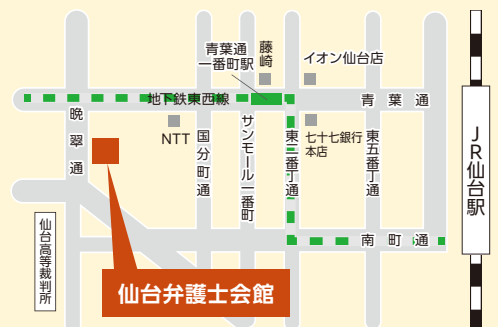 青葉通
一番町駅
藤崎
イオン仙台店
地下鉄東西線
青葉通
晩翠通
NTT
国分町通
サンモール一番町
東二番丁通
七十七銀行
本店
東五番丁通
JR仙台駅
仙台高等裁判所
南町通
仙台弁護士会館